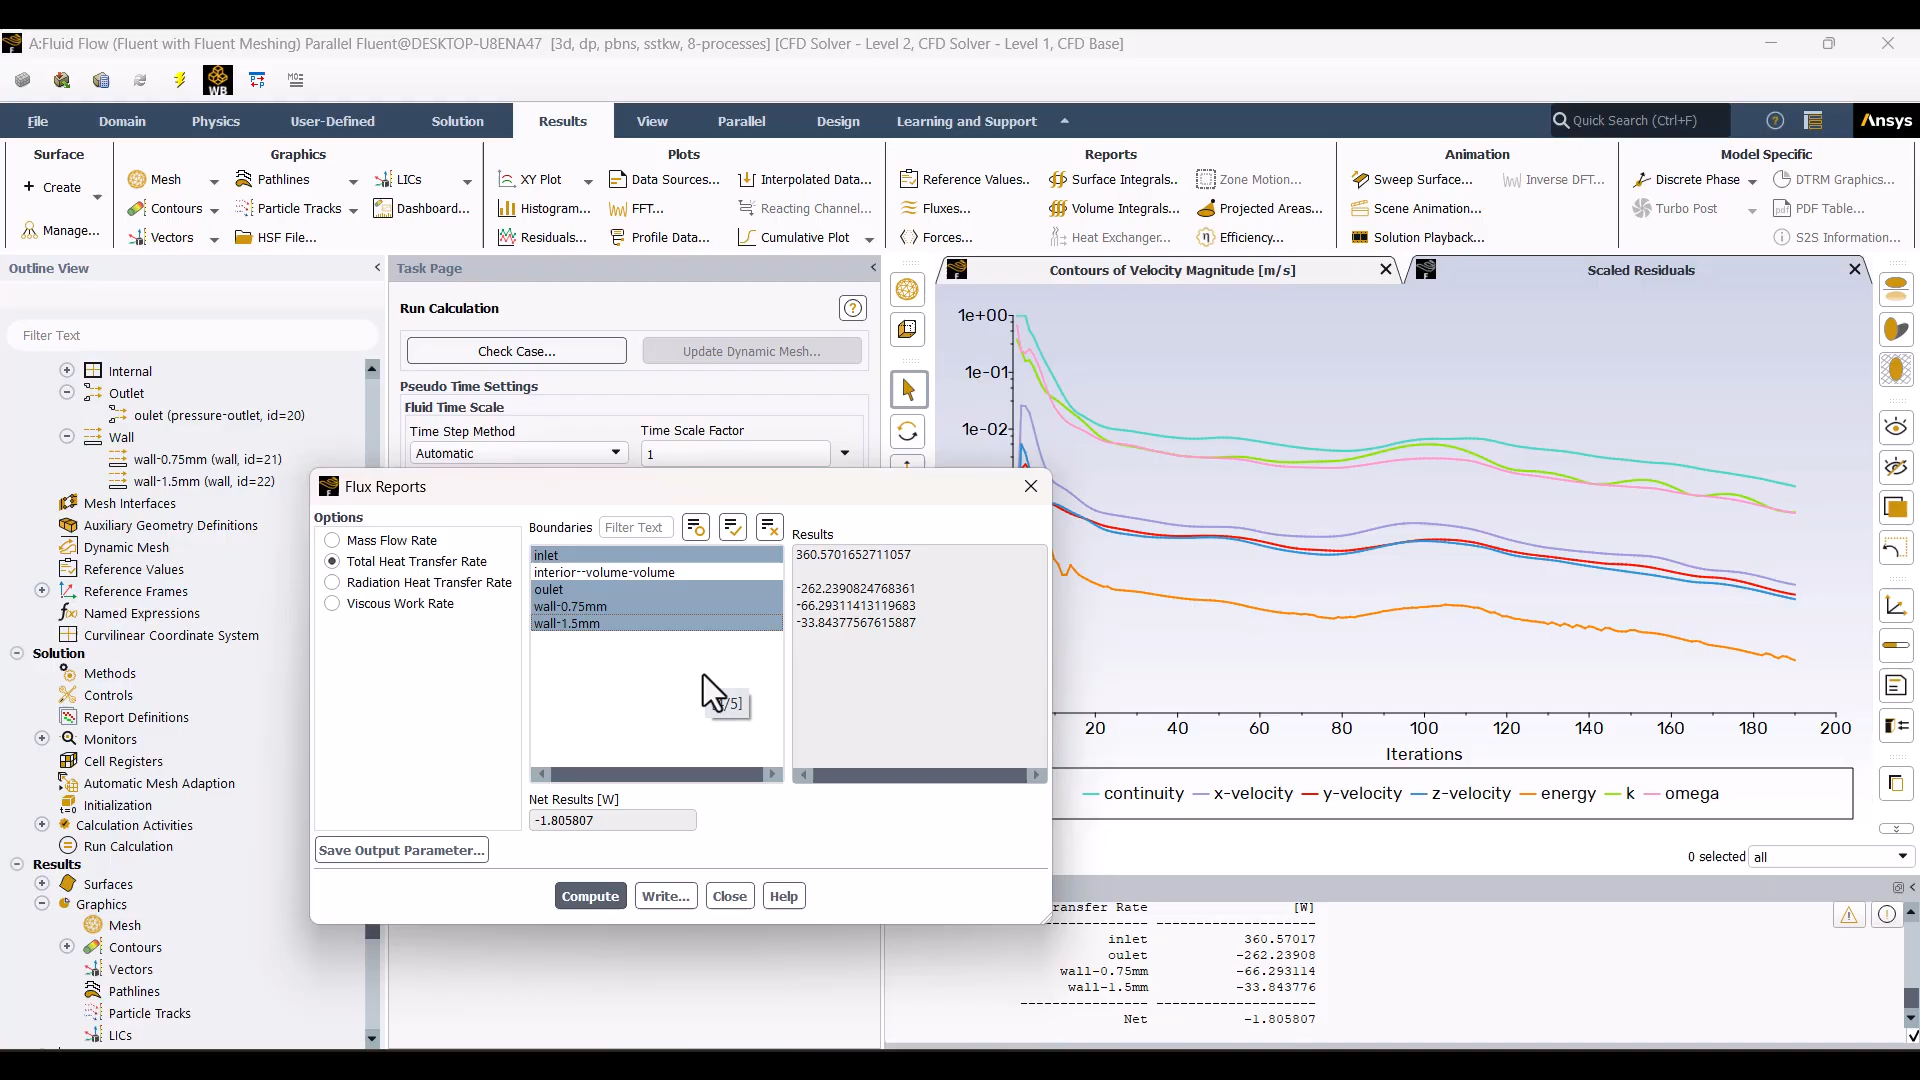 A:Fluid Flow (Fluent with Fluent Meshing) Parallel Fluent@DESKTOP-U8ENA47 [3d, dp, pbns, sstkw, 8-processes] [CFD Solver - Level 2, CFD Solver - Level 1, CFD Base]
WB
File Domain Physics User-Defined Solution Results View Parallel Design Learning and Support Quick Search (Ctrl+F) Ansys
Surface
Create
Manage...
Graphics
Mesh Pathlines LICs
Contours Particle Tracks Dashboard...
Vectors HSF File...
Plots
XY Plot Data Sources... Interpolated Data...
Histogram... FFT... Reacting Channel...
Residuals... Profile Data... Cumulative Plot
Reports
Reference Values.. Surface Integrals.. Zone Motion...
Fluxes... Volume Integrals... Projected Areas...
Forces... Heat Exchanger... Efficiency...
Animation
Sweep Surface... Inverse DFT...
Scene Animation...
Solution Playback...
Model Specific
Discrete Phase DTRM Graphics...
Turbo Post PDF Table...
S2S Information...
Outline View
Filter Text
Internal
Outlet
oulet (pressure-outlet, id=20)
Wall
wall-0.75mm (wall, id=21)
wall-1.5mm (wall, id=22)
Mesh Interfaces
Auxiliary Geometry Definitions
Dynamic Mesh
Reference Values
Reference Frames
Named Expressions
Curvilinear Coordinate System
Solution
Methods
Controls
Report Definitions
Monitors
Cell Registers
Automatic Mesh Adaption
Initialization
Calculation Activities
Run Calculation
Results
Surfaces
Graphics
Mesh
Contours
Vectors
Pathlines
Particle Tracks
LICs
Task Page
Run Calculation
Check Case... Update Dynamic Mesh...
Pseudo Time Settings
Fluid Time Scale
Time Step Method Time Scale Factor
Automatic 1
Flux Reports
Options
Mass Flow Rate
Total Heat Transfer Rate
Radiation Heat Transfer Rate
Viscous Work Rate
Boundaries Filter Text
inlet
interior--volume-volume
oulet
wall-0.75mm
wall-1.5mm
/5]
Results
360.5701652711057
-262.2390824768361
-66.29311413119683
-33.84377567615887
Net Results [W]
-1.805807
Save Output Parameter...
Compute Write... Close Help
Contours of Velocity Magnitude [m/s] Scaled Residuals
1e+00
1e-01
1e-02
20 40 60 80 100 120 140 160 180 200
Iterations
continuity x-velocity y-velocity z-velocity energy k omega
0 selected all
ransfer Rate [W]
--------------- --------------------
inlet 360.57017
oulet -262.23908
wall-0.75mm -66.293114
wall-1.5mm -33.843776
---------------- --------------------
Net -1.805807